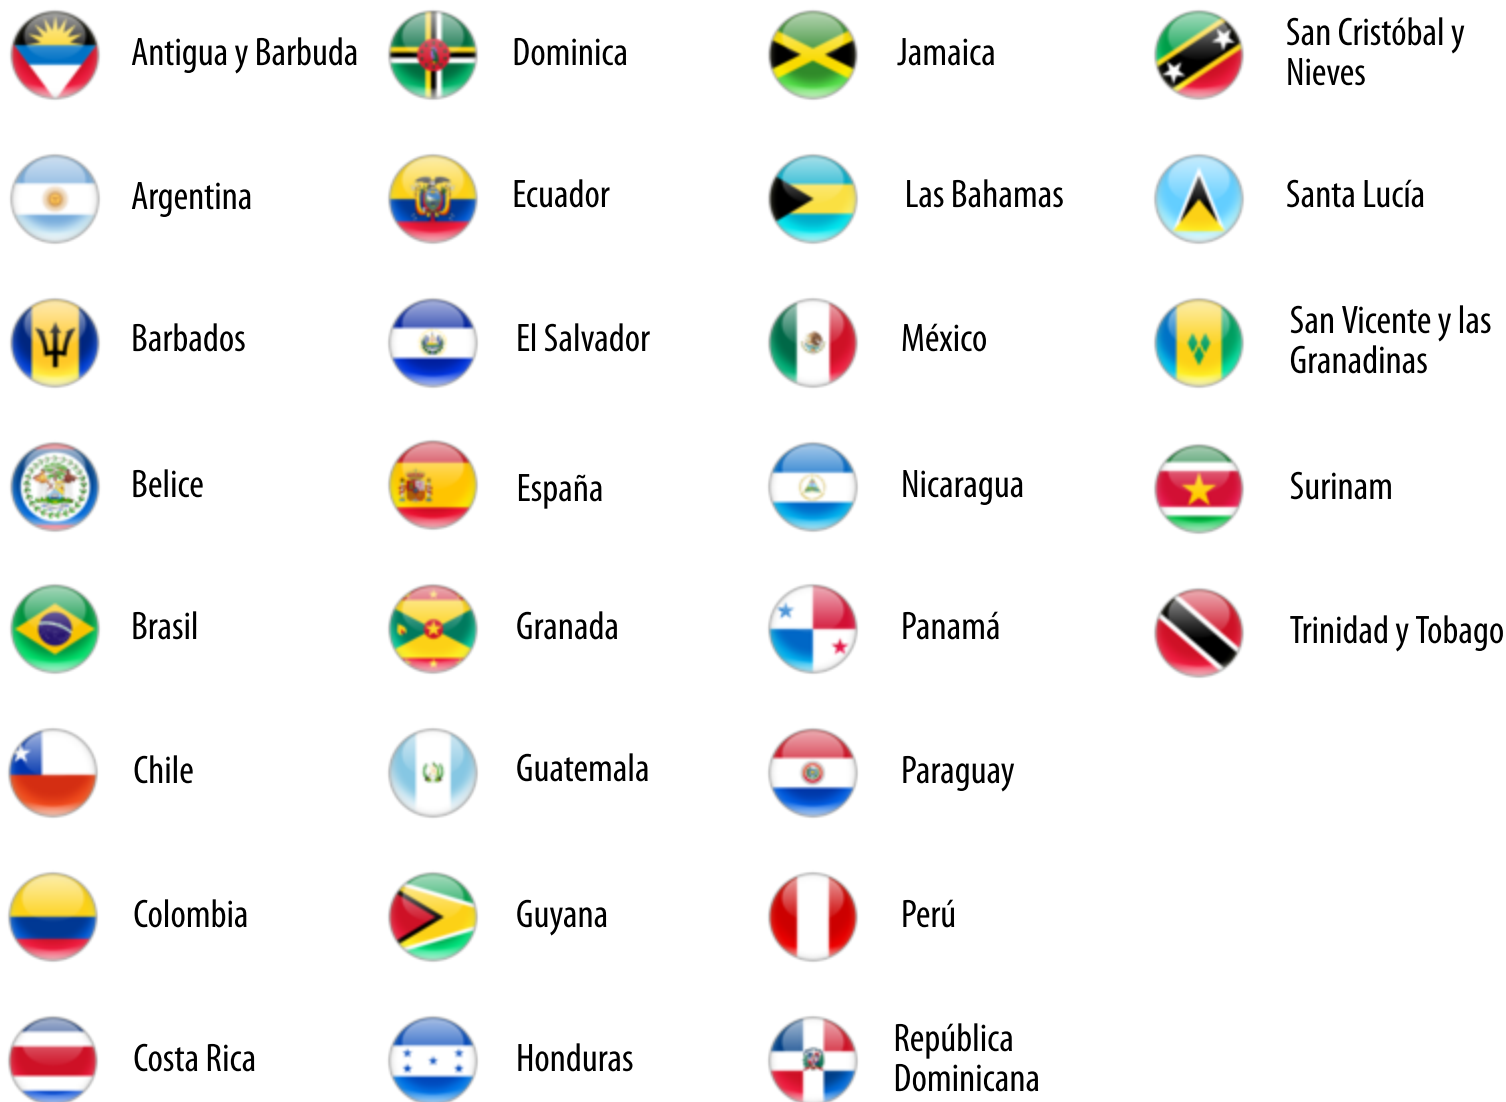 Antigua y Barbuda
Argentina
Barbados
Belice
Brasil
Chile
Colombia
Costa Rica
Dominica
Ecuador
El Salvador
España
Granada
Guatemala
Guyana
Honduras
Jamaica
Las Bahamas
México
Nicaragua
Panamá
Paraguay
Perú
República
Dominicana
San Cristóbal y
Nieves
Santa Lucía
San Vicente y las
Granadinas
Surinam
Trinidad y Tobago